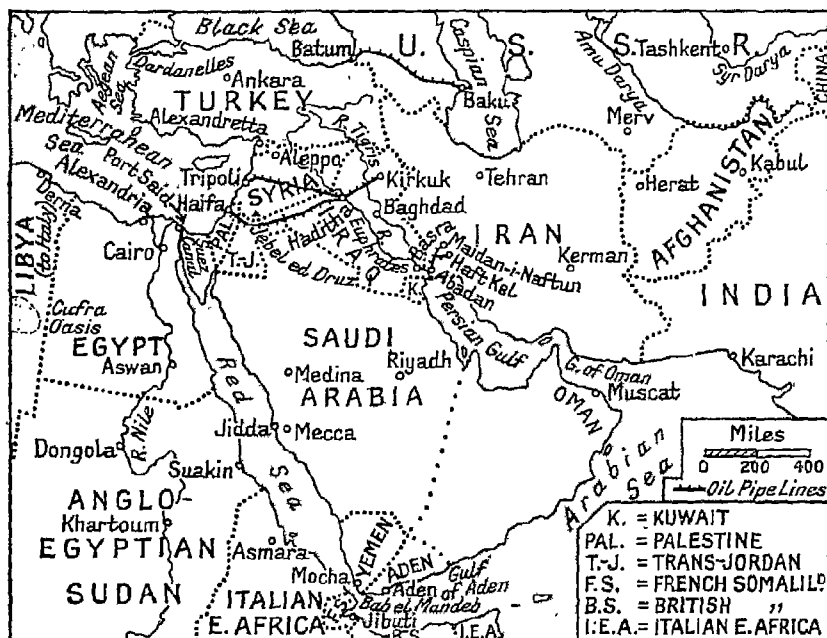 Black Sea
Batum
U. S. S. R.
Caspian Sea
Tashkent
Syr Darya
Amu Darya
CHINA
Dardanelles
Aegean Sea
Ankara
TURKEY
Baku
Merv
Mediterranean Sea
Alexandretta
Aleppo
R. Tigris
Kirkuk
Tehran
Herat
Kabul
AFGHANISTAN
Port Said
Alexandria
Tripoli
SYRIA
Haifa
Derna
Baghdad
IRAN
LIBYA
(to Italy)
Cairo
Suez Canal
PAL.
T.-J.
Jebel ed Druz
Haditha
IRAQ
R. Euphrates
Basra
Maidan-i-Naftun
Haft Kel
Abadan
K.
Kerman
INDIA
Cufra Oasis
EGYPT
Aswan
SAUDI
ARABIA
Riyadh
Medina
Persian Gulf
G. of Oman
Karachi
Muscat
OMAN
Red Sea
Jidda
Mecca
Dongola
R. Nile
Suakin
Arabian Sea
ANGLO-
EGYPTIAN
SUDAN
Khartoum
Asmara
YEMEN
Mocha
ADEN
Aden
Gulf of Aden
Bab el Mandeb
ITALIAN
E. AFRICA
F.S.
Jibuti
B.S.
I.E.A.
Miles
0 200 400
Oil Pipe Lines
K. = KUWAIT
PAL. = PALESTINE
T.-J. = TRANS-JORDAN
F.S. = FRENCH SOMALILD.
B.S. = BRITISH ,,
I.E.A. = ITALIAN E. AFRICA